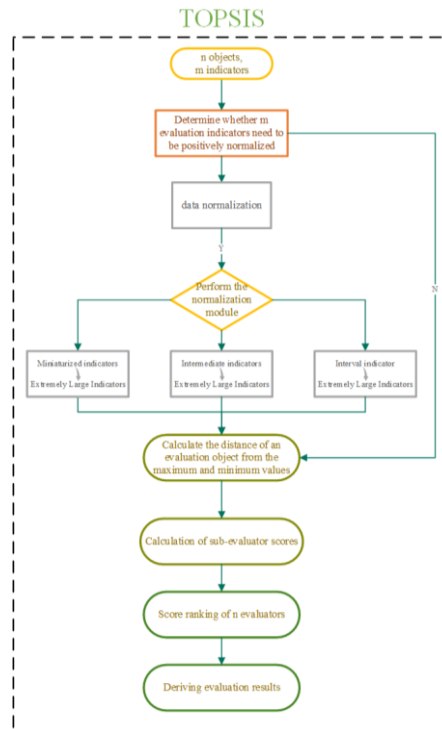 TOPSIS
n objects,
m indicators
Determine whether m
evaluation indicators need to
be positively normalized
data normalization
Y
Perform the
normalization
module
N
Miniaturized indicators
Extremely Large Indicators
Intermediate indicators
Extremely Large Indicators
Interval indicator
Extremely Large Indicators
Calculate the distance of an
evaluation object from the
maximum and minimum values
Calculation of sub-evaluator scores
Score ranking of n evaluators
Deriving evaluation results